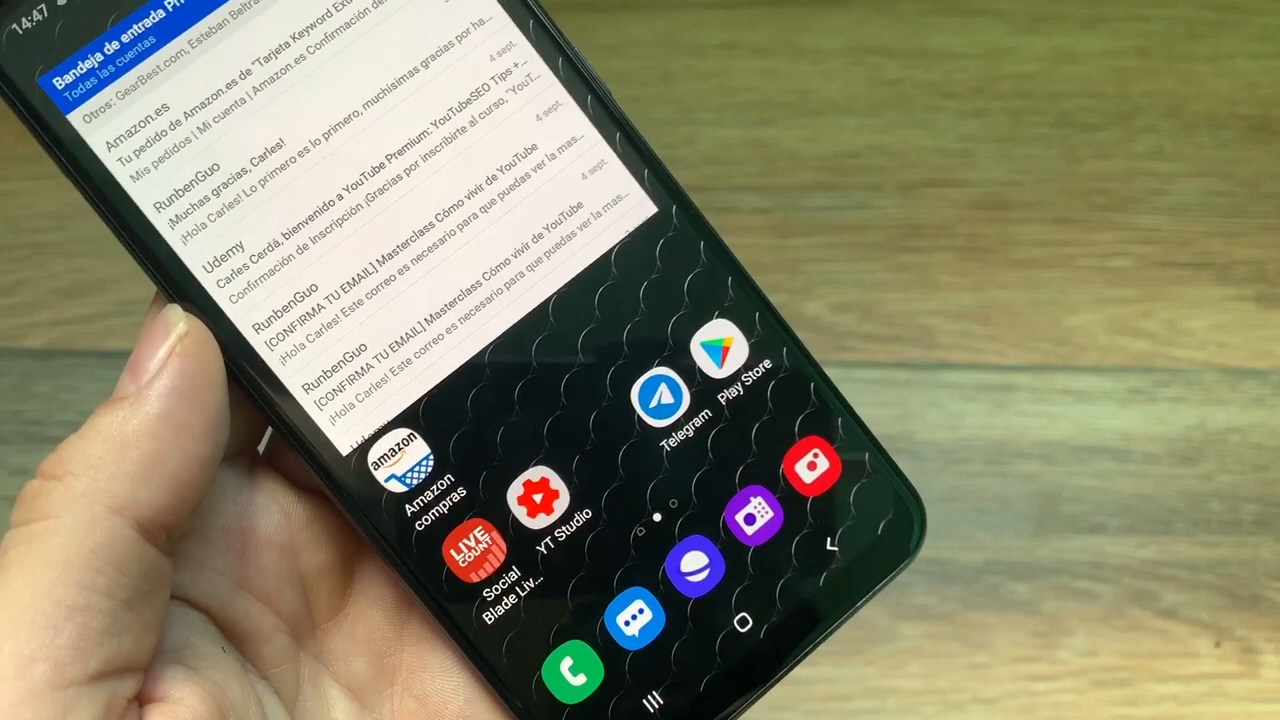 14:47
Bandeja de entrada
Todas las cuentas
Otros: GearBest.com, Esteban
Amazon.es
Tu pedido de Amazon.es de "Tarjeta Keyword
Mis pedidos | Mi cuenta | Amazon.es Confirmación
RunbenGuo
¡Muchas gracias, Carles!
¡Hola Carles! Lo primero es lo primero, muchísimas gracias por ha...
4 sept.
Udemy
Carles Cerdá, bienvenido a YouTube Premium: YouTubeSEO Tips +...
Confirmación de Inscripción ¡Gracias por inscribirte al curso, "YouT...
4 sept.
RunbenGuo
[CONFIRMA TU EMAIL] Masterclass Cómo vivir de YouTube
¡Hola Carles! Este correo es necesario para que puedas ver la mas...
4 sept.
RunbenGuo
[CONFIRMA TU EMAIL] Masterclass Cómo vivir de YouTube
¡Hola Carles! Este correo es necesario para que puedas ver la mas...
amazon
Amazon
compras
LIVE
COUNT
Social
Blade Liv...
YT Studio
Telegram
Play Store